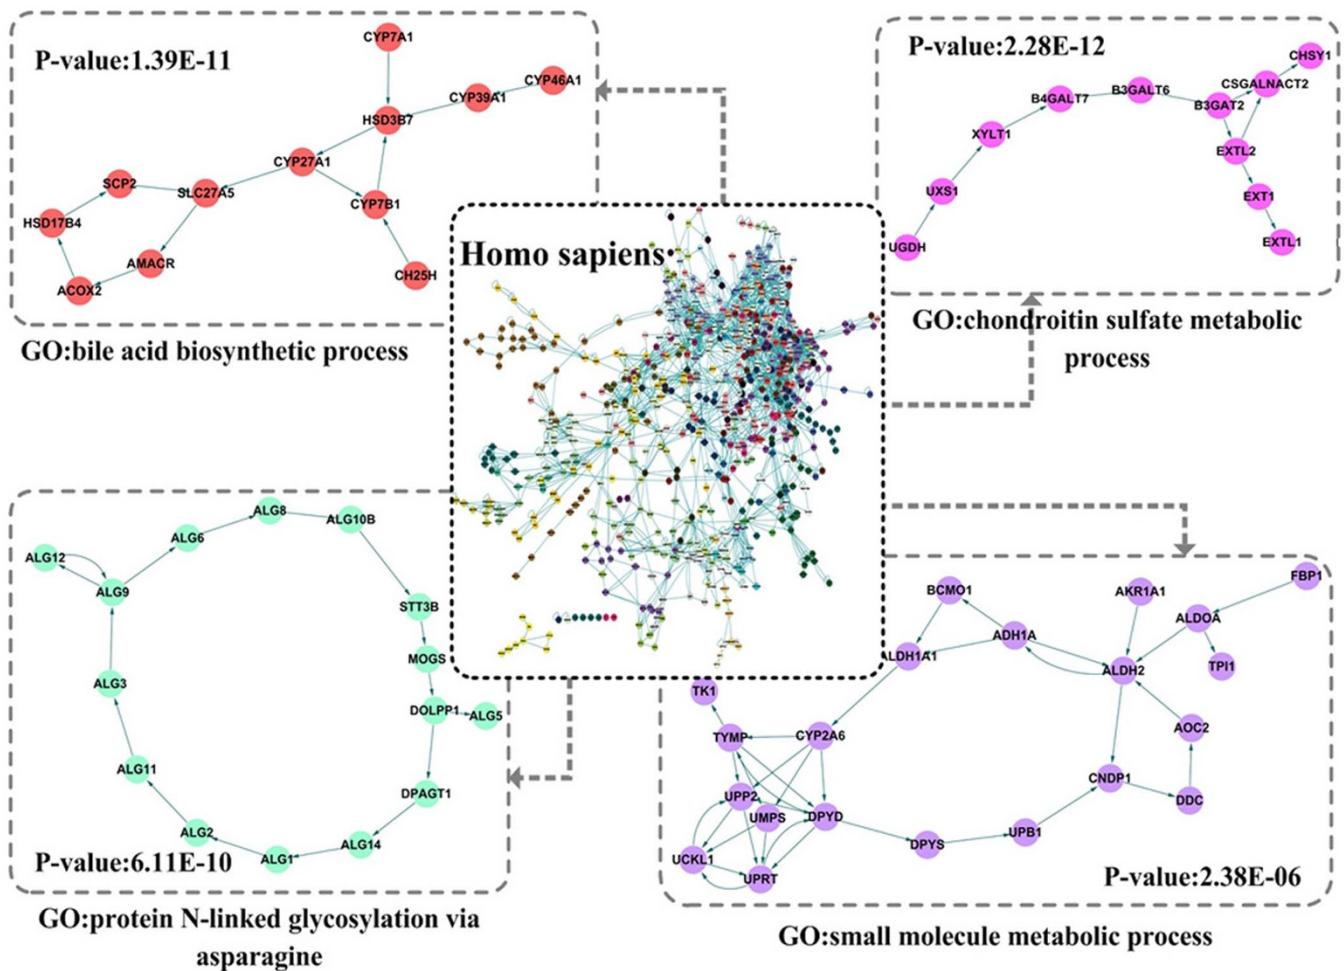 P-value:1.39E-11
CYP7A1
CYP46A1
CYP39A1
HSD3B7
CYP27A1
SCP2
SLC27A5
CYP7B1
HSD17B4
AMACR
CH25H
ACOX2
GO:bile acid biosynthetic process
P-value:2.28E-12
CHSY1
CSGALNACT2
B4GALT7
B3GALT6
B3GAT2
XYLT1
EXTL2
UXS1
EXT1
UGDH
EXTL1
GO:chondroitin sulfate metabolic
process
Homo sapiens
ALG8
ALG10B
ALG6
ALG12
ALG9
STT3B
MOGS
ALG3
DOLPP1
ALG5
ALG11
DPAGT1
ALG2
ALG14
ALG1
P-value:6.11E-10
GO:protein N-linked glycosylation via
asparagine
FBP1
BCMO1
AKR1A1
ALDOA
ADH1A
ALDH1A1
TPI1
ALDH2
TK1
AOC2
TYMP
CYP2A6
CNDP1
UPP2
DDC
UMPS
DPYD
UPB1
DPYS
UCKL1
UPRT
P-value:2.38E-06
GO:small molecule metabolic process